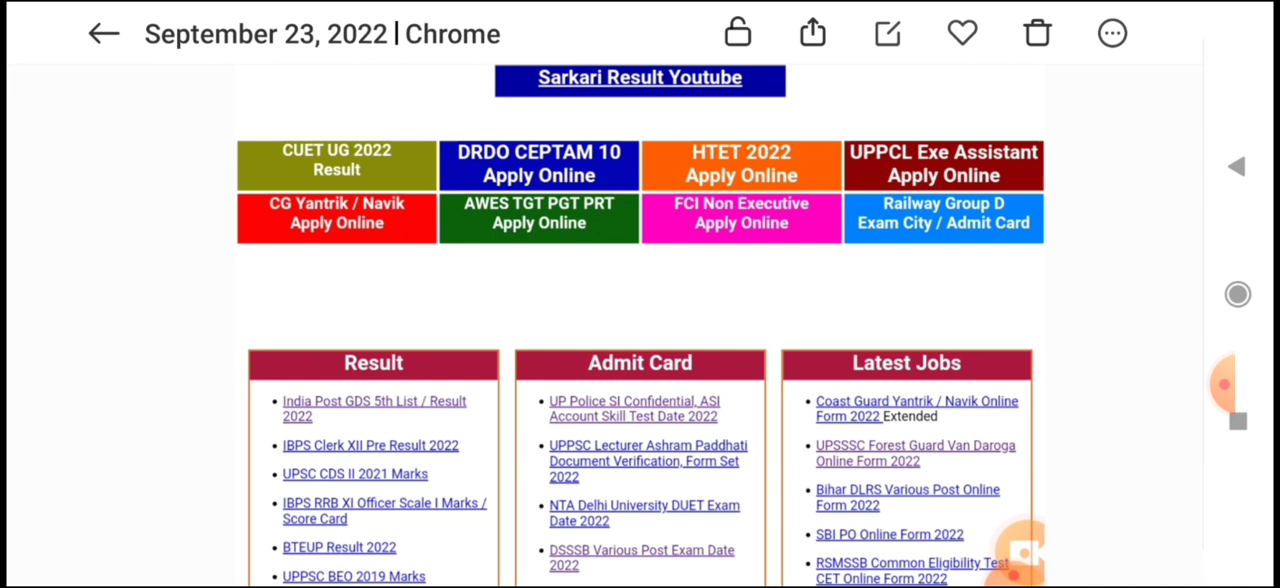 September 23, 2022 | Chrome
Sarkari Result Youtube
CUET UG 2022
Result
DRDO CEPTAM 10
Apply Online
HTET 2022
Apply Online
UPPCL Exe Assistant
Apply Online
CG Yantrik / Navik
Apply Online
AWES TGT PGT PRT
Apply Online
FCI Non Executive
Apply Online
Railway Group D
Exam City / Admit Card
Result
India Post GDS 5th List / Result
2022
IBPS Clerk XII Pre Result 2022
UPSC CDS II 2021 Marks
IBPS RRB XI Officer Scale I Marks /
Score Card
BTEUP Result 2022
UPPSC BEO 2019 Marks
Admit Card
UP Police SI Confidential, ASI
Account Skill Test Date 2022
UPPSC Lecturer Ashram Paddhati
Document Verification, Form Set
2022
NTA Delhi University DUET Exam
Date 2022
DSSSB Various Post Exam Date
2022
Latest Jobs
Coast Guard Yantrik / Navik Online
Form 2022 Extended
UPSSSC Forest Guard Van Daroga
Online Form 2022
Bihar DLRS Various Post Online
Form 2022
SBI PO Online Form 2022
RSMSSB Common Eligibility Test
CET Online Form 2022